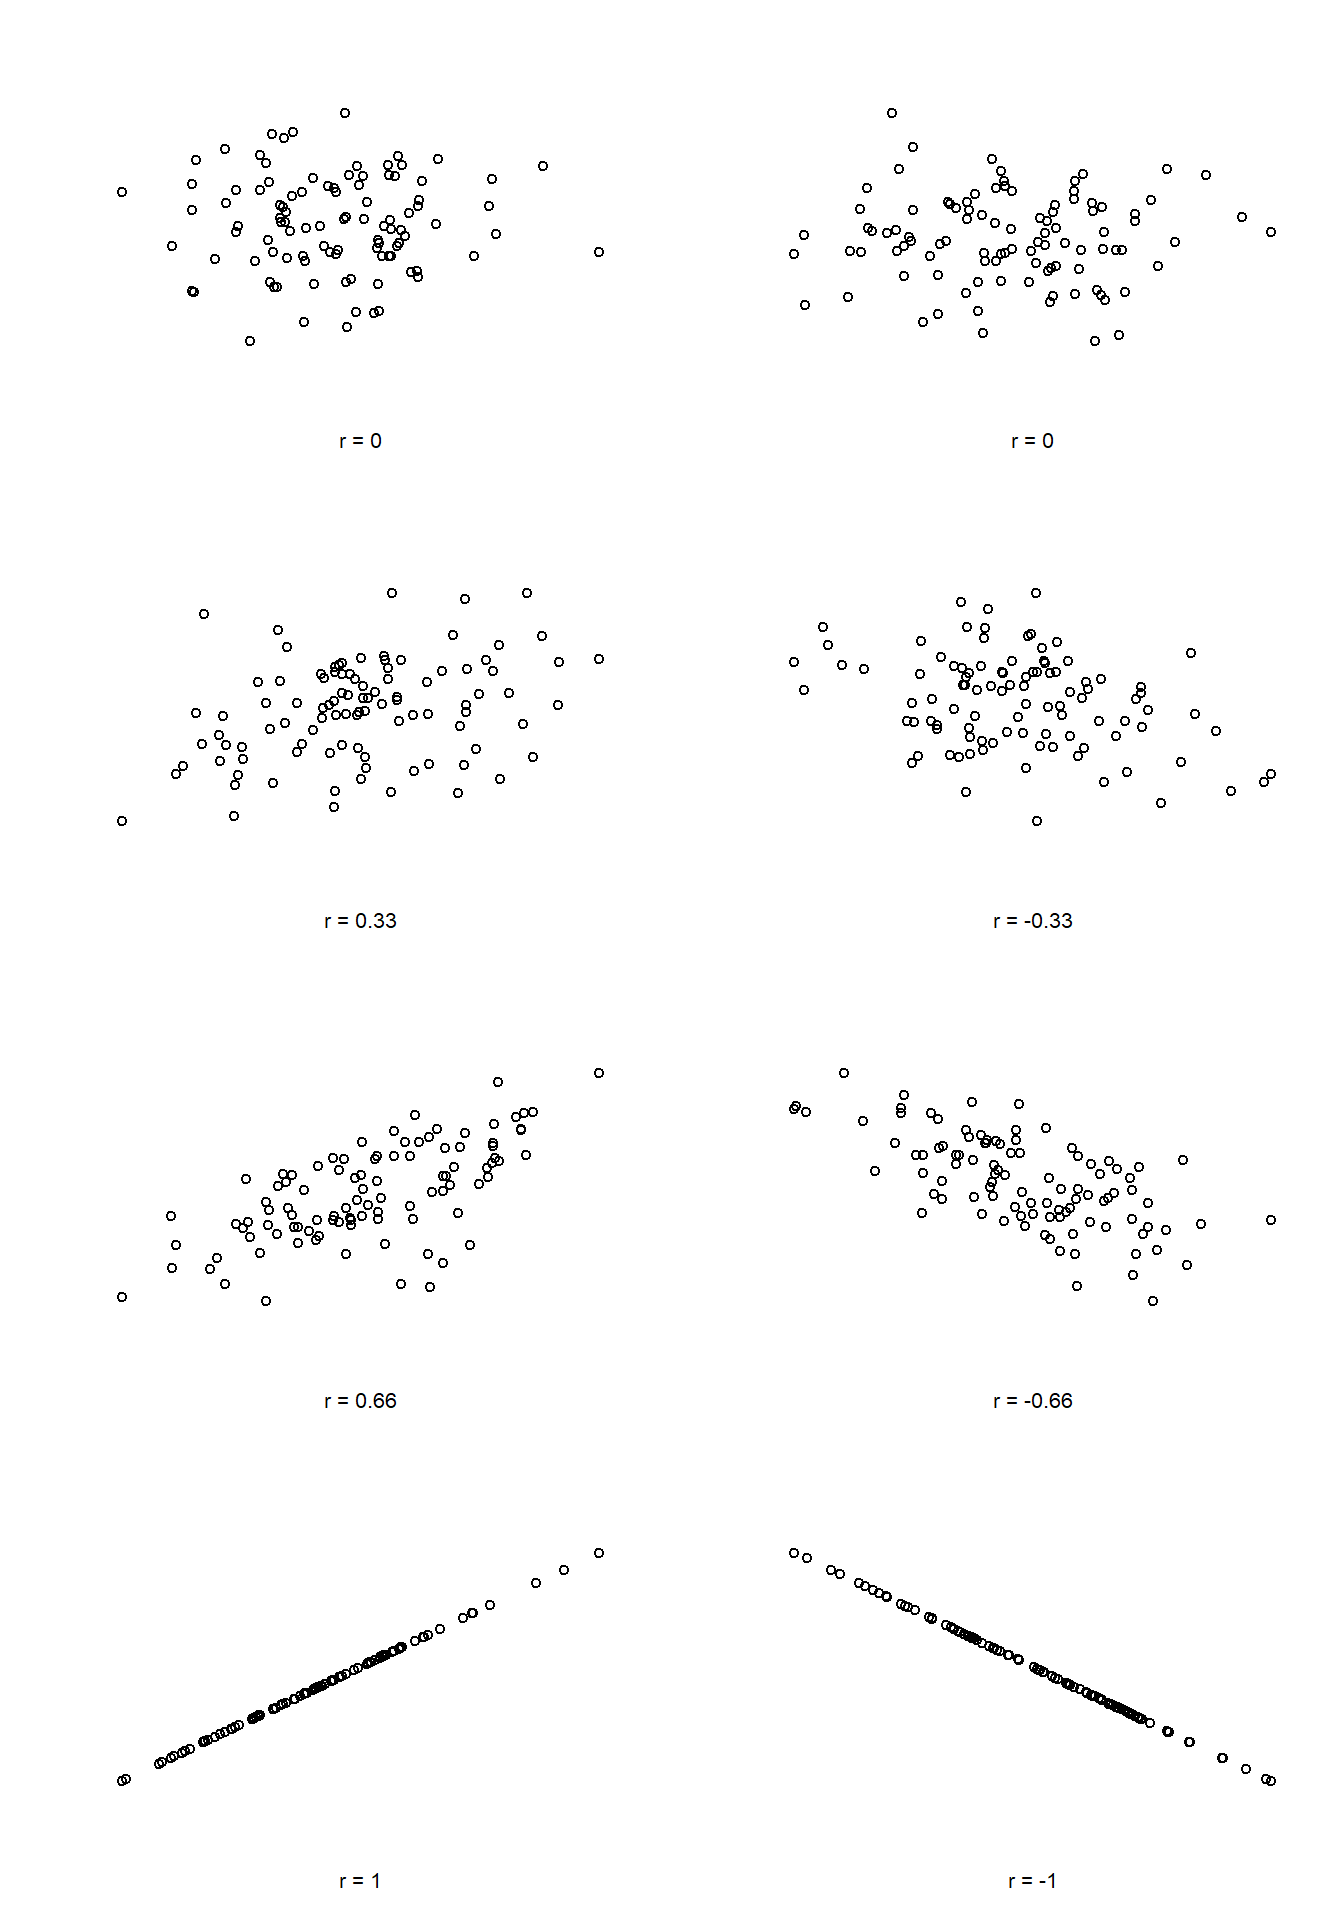 r = 0
r = 0
r = 0.33
r = -0.33
r = 0.66
r = -0.66
r = 1
r = -1